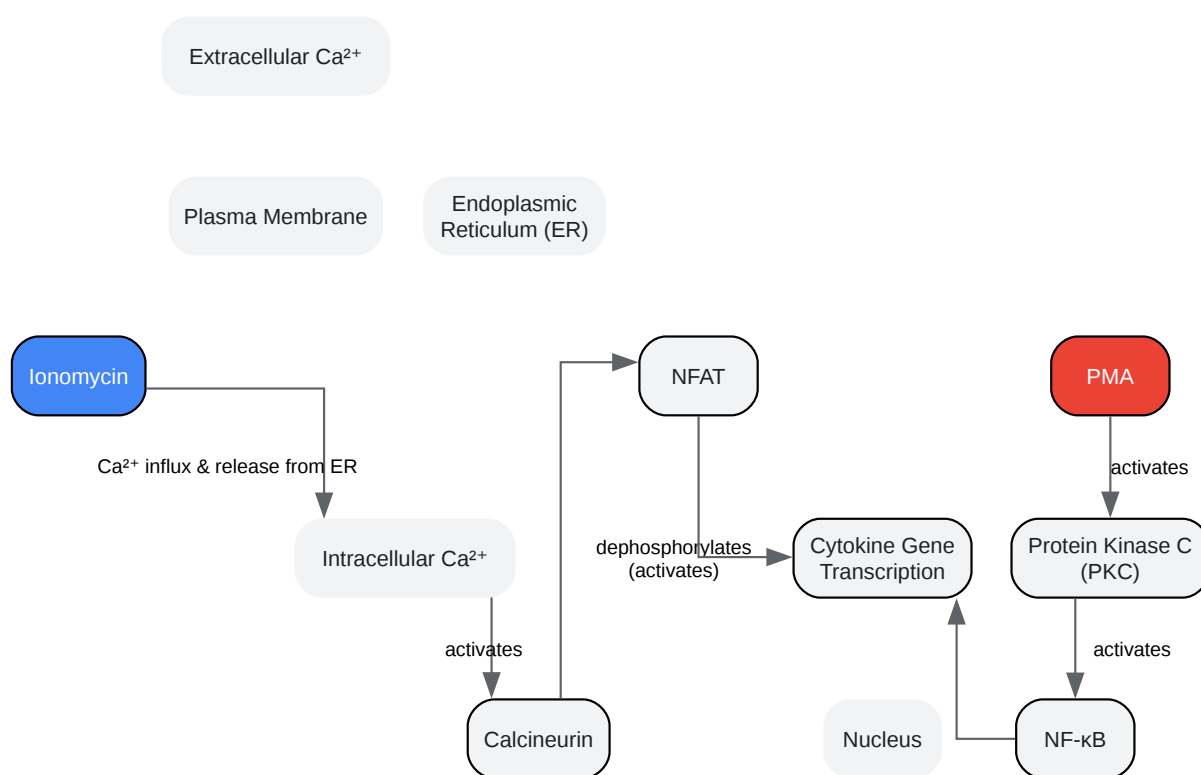 Extracellular Ca²⁺
Plasma Membrane
Endoplasmic
Reticulum (ER)
Ionomycin
NFAT
PMA
Ca²⁺ influx & release from ER
activates
Intracellular Ca²⁺
dephosphorylates
(activates)
Cytokine Gene
Transcription
Protein Kinase C
(PKC)
activates
activates
Calcineurin
Nucleus
NF-κB